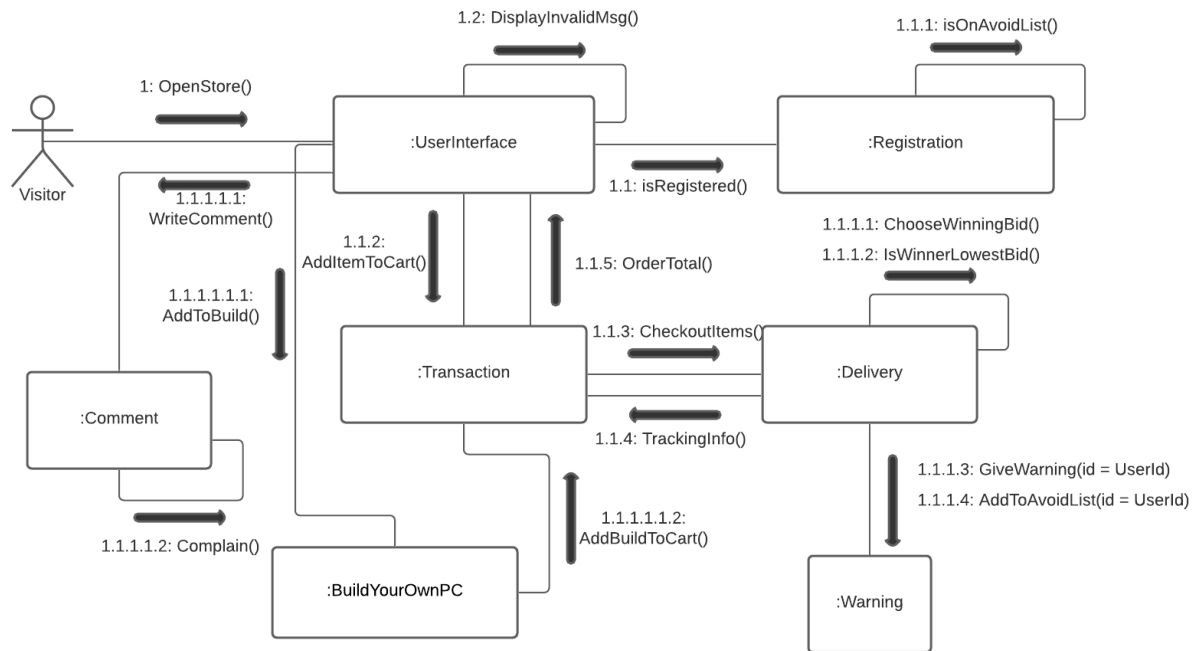 1.2: DisplayInvalidMsg()
1.1.1: isOnAvoidList()
1: OpenStore()
:UserInterface
:Registration
Visitor
1.1: isRegistered()
1.1.1.1.1:
WriteComment()
1.1.2:
AddItemToCart()
1.1.5: OrderTotal()
1.1.1.1: ChooseWinningBid()
1.1.1.2: IsWinnerLowestBid()
1.1.1.1.1.1:
AddToBuild()
1.1.3: CheckoutItems()
:Transaction
:Delivery
:Comment
1.1.4: TrackingInfo()
1.1.1.3: GiveWarning(id = UserId)
1.1.1.4: AddToAvoidList(id = UserId)
1.1.1.1.2: Complain()
1.1.1.1.1.2:
AddBuildToCart()
:BuildYourOwnPC
:Warning